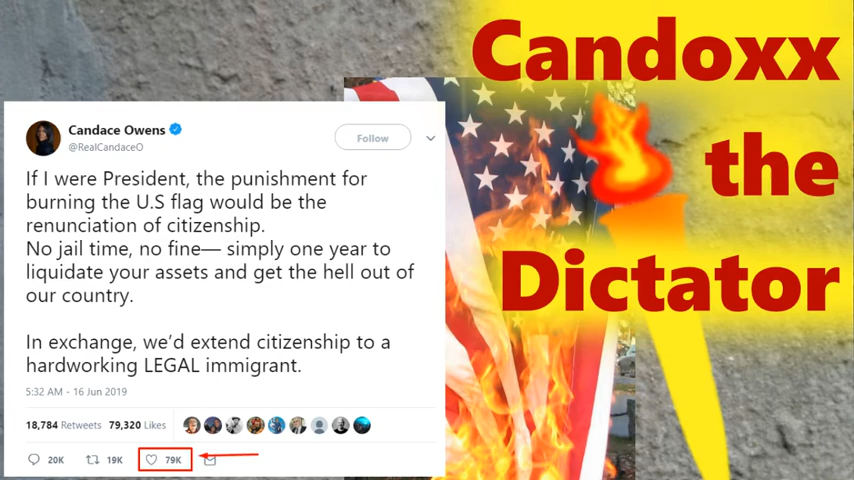 Candoxx
the
Dictator
Candace Owens
@RealCandaceO
Follow
If I were President, the punishment for
burning the U.S flag would be the
renunciation of citizenship.
No jail time, no fine— simply one year to
liquidate your assets and get the hell out of
our country.
In exchange, we'd extend citizenship to a
hardworking LEGAL immigrant.
5:32 AM - 16 Jun 2019
18,784 Retweets 79,320 Likes
20K 19K 79K